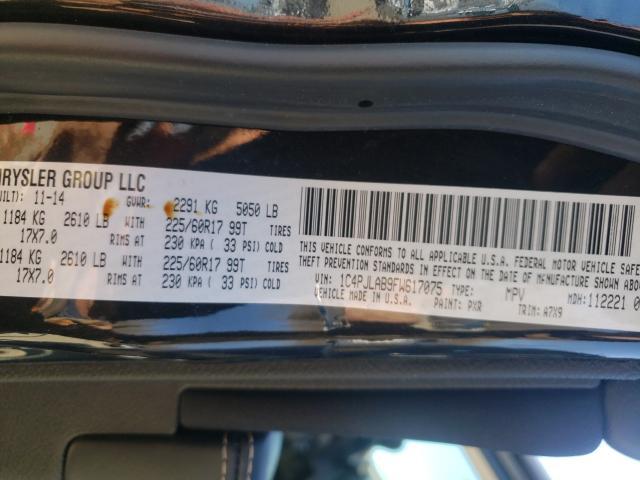 HRYSLER GROUP LLC
UILT): 11-14 GVWR: 2291 KG 5050 LB
1184 KG 2610 LB WITH 225/60R17 99T TIRES
17X7.0 RIMS AT 230 KPA ( 33 PSI) COLD
1184 KG 2610 LB WITH 225/60R17 99T TIRES
17X7.0 RIMS AT 230 KPA ( 33 PSI) COLD
THIS VEHICLE CONFORMS TO ALL APPLICABLE U.S.A. FEDERAL MOTOR VEHICLE SAFE
THEFT PREVENTION STANDARDS IN EFFECT ON THE DATE OF MANUFACTURE SHOWN ABO
VIN: 1C4PJLAB9FW617075 TYPE: MPV MDH: 112221 0
VEHICLE MADE IN U.S.A. PAINT: PXR TRIM: A7X9